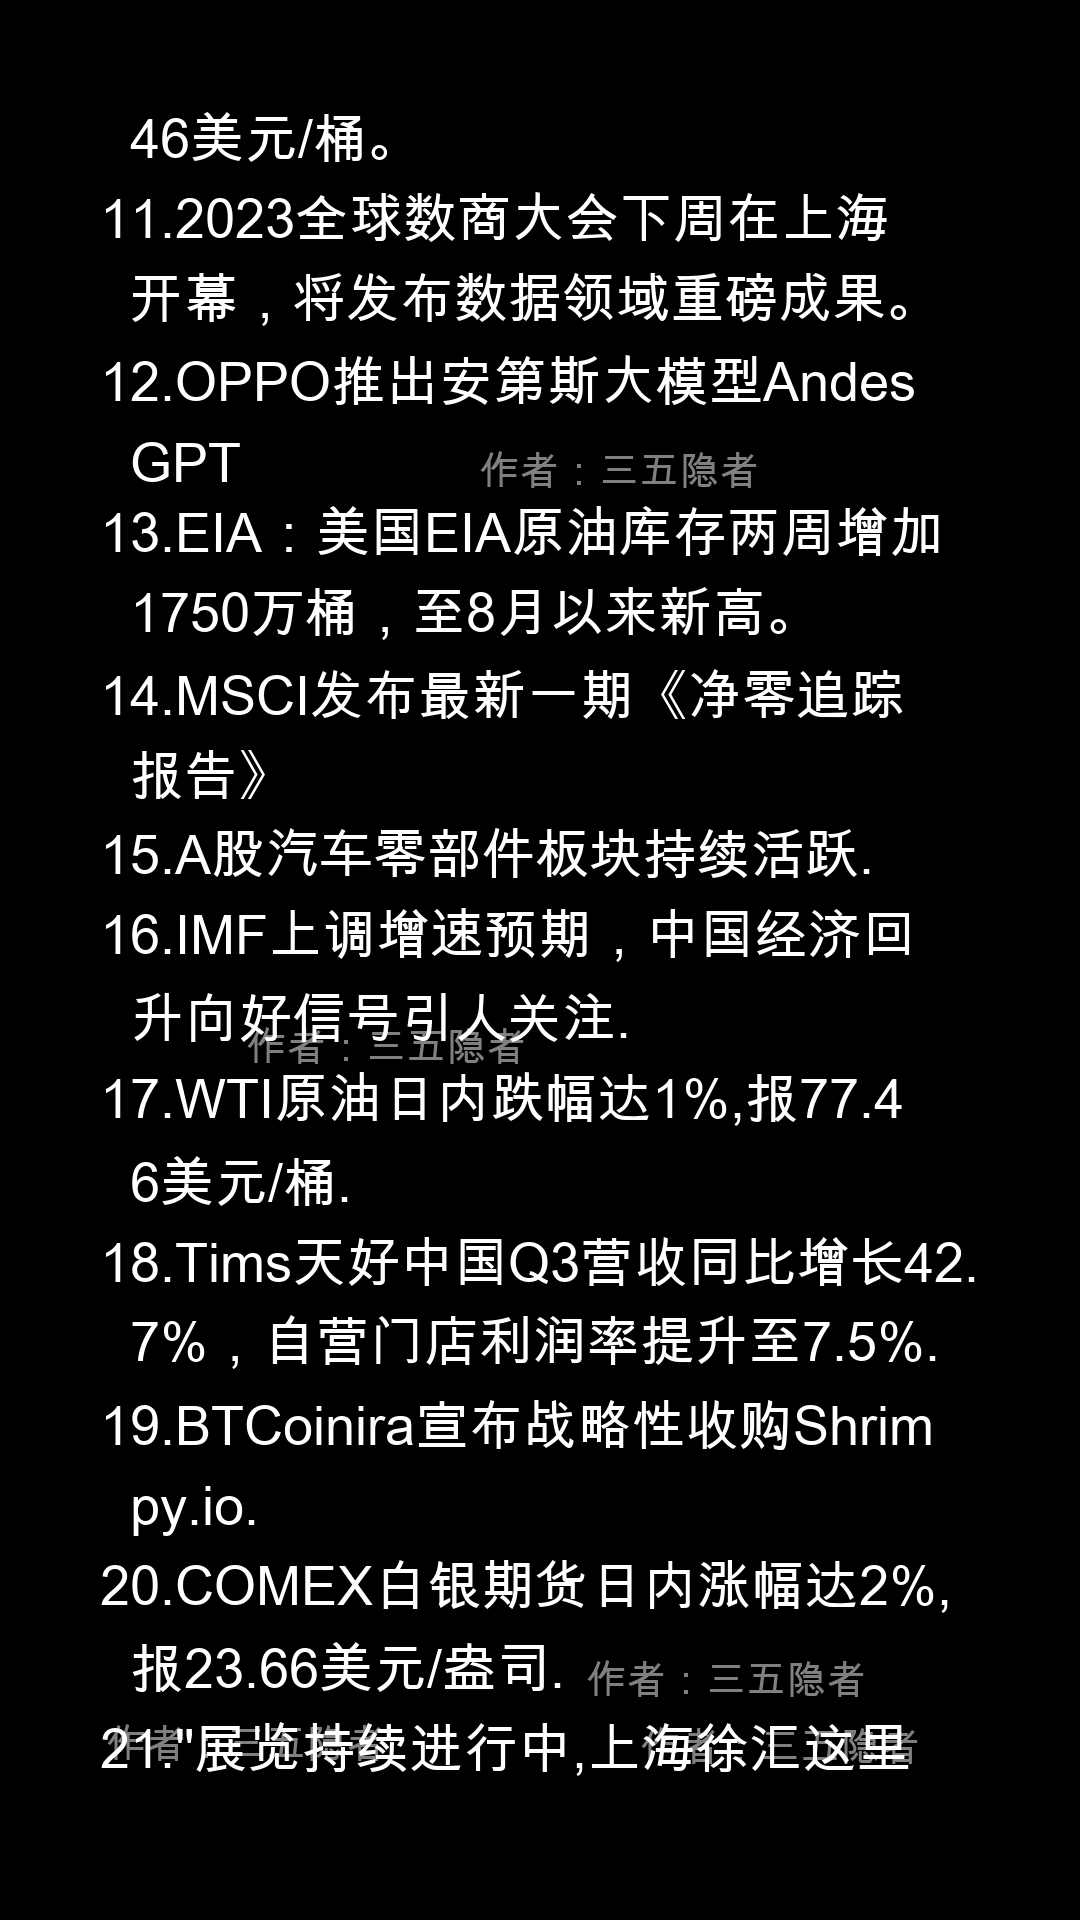 46美元/桶。
11.2023全球数商大会下周在上海
开幕，将发布数据领域重磅成果。
12.OPPO推出安第斯大模型Andes
GPT
作者：三五隐者
13.EIA：美国EIA原油库存两周增加
1750万桶，至8月以来新高。
14.MSCI发布最新一期《净零追踪
报告》
15.A股汽车零部件板块持续活跃.
16.IMF上调增速预期，中国经济回
升向好信号引人关注.
作者：三五隐者
17.WTI原油日内跌幅达1%,报77.4
6美元/桶.
18.Tims天好中国Q3营收同比增长42.
7%，自营门店利润率提升至7.5%.
19.BTCoinira宣布战略性收购Shrim
py.io.
20.COMEX白银期货日内涨幅达2%,
报23.66美元/盎司.
作者：三五隐者
21."展览持续进行中,上海徐汇这里
作者：三五隐者
作者：三五隐者